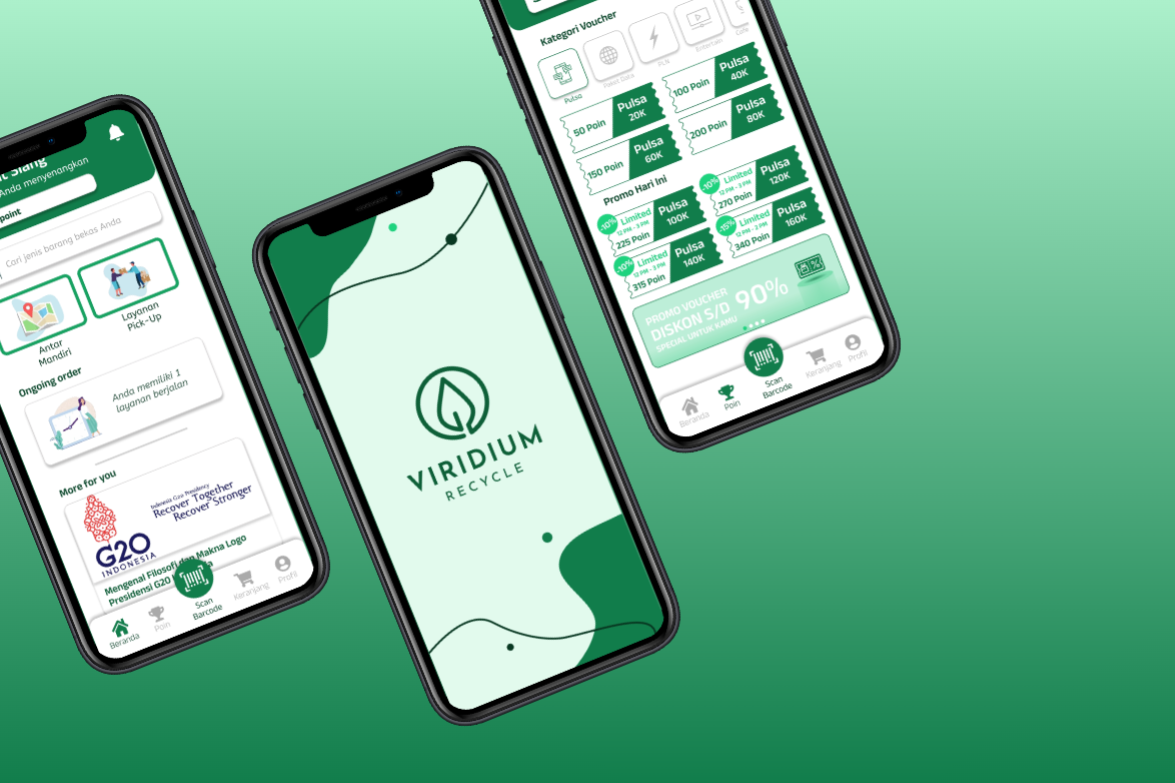 Siang
Anda menyenangkan
point
Cari jenis barang bekas Anda
Antar
Mandiri
Layanan
Pick-Up
Ongoing order
Anda memiliki 1
layanan berjalan
More for you
Indonesia G20 Presidency
Recover Together
Recover Stronger
G20
INDONESIA
Mengenal Filosofi dan Makna Logo
Presidensi G20
Beranda
Poin
Scan
Barcode
Keranjang
Profil
VIRIDIUM
RECYCLE
Kategori Voucher
Pulsa
Paket Data
PLN
Entertain
Cafe
50 Poin
Pulsa
20K
100 Poin
Pulsa
40K
150 Poin
Pulsa
60K
200 Poin
Pulsa
80K
Promo Hari Ini
-10%
Limited
12 PM - 3 PM
225 Poin
Pulsa
100K
-10%
Limited
12 PM - 3 PM
270 Poin
Pulsa
120K
-10%
Limited
12 PM - 3 PM
315 Poin
Pulsa
140K
-15%
Limited
12 PM - 2 PM
340 Poin
Pulsa
160K
PROMO VOUCHER
DISKON S/D 90%
SPECIAL UNTUK KAMU
Beranda
Poin
Scan
Barcode
Keranjang
Profil